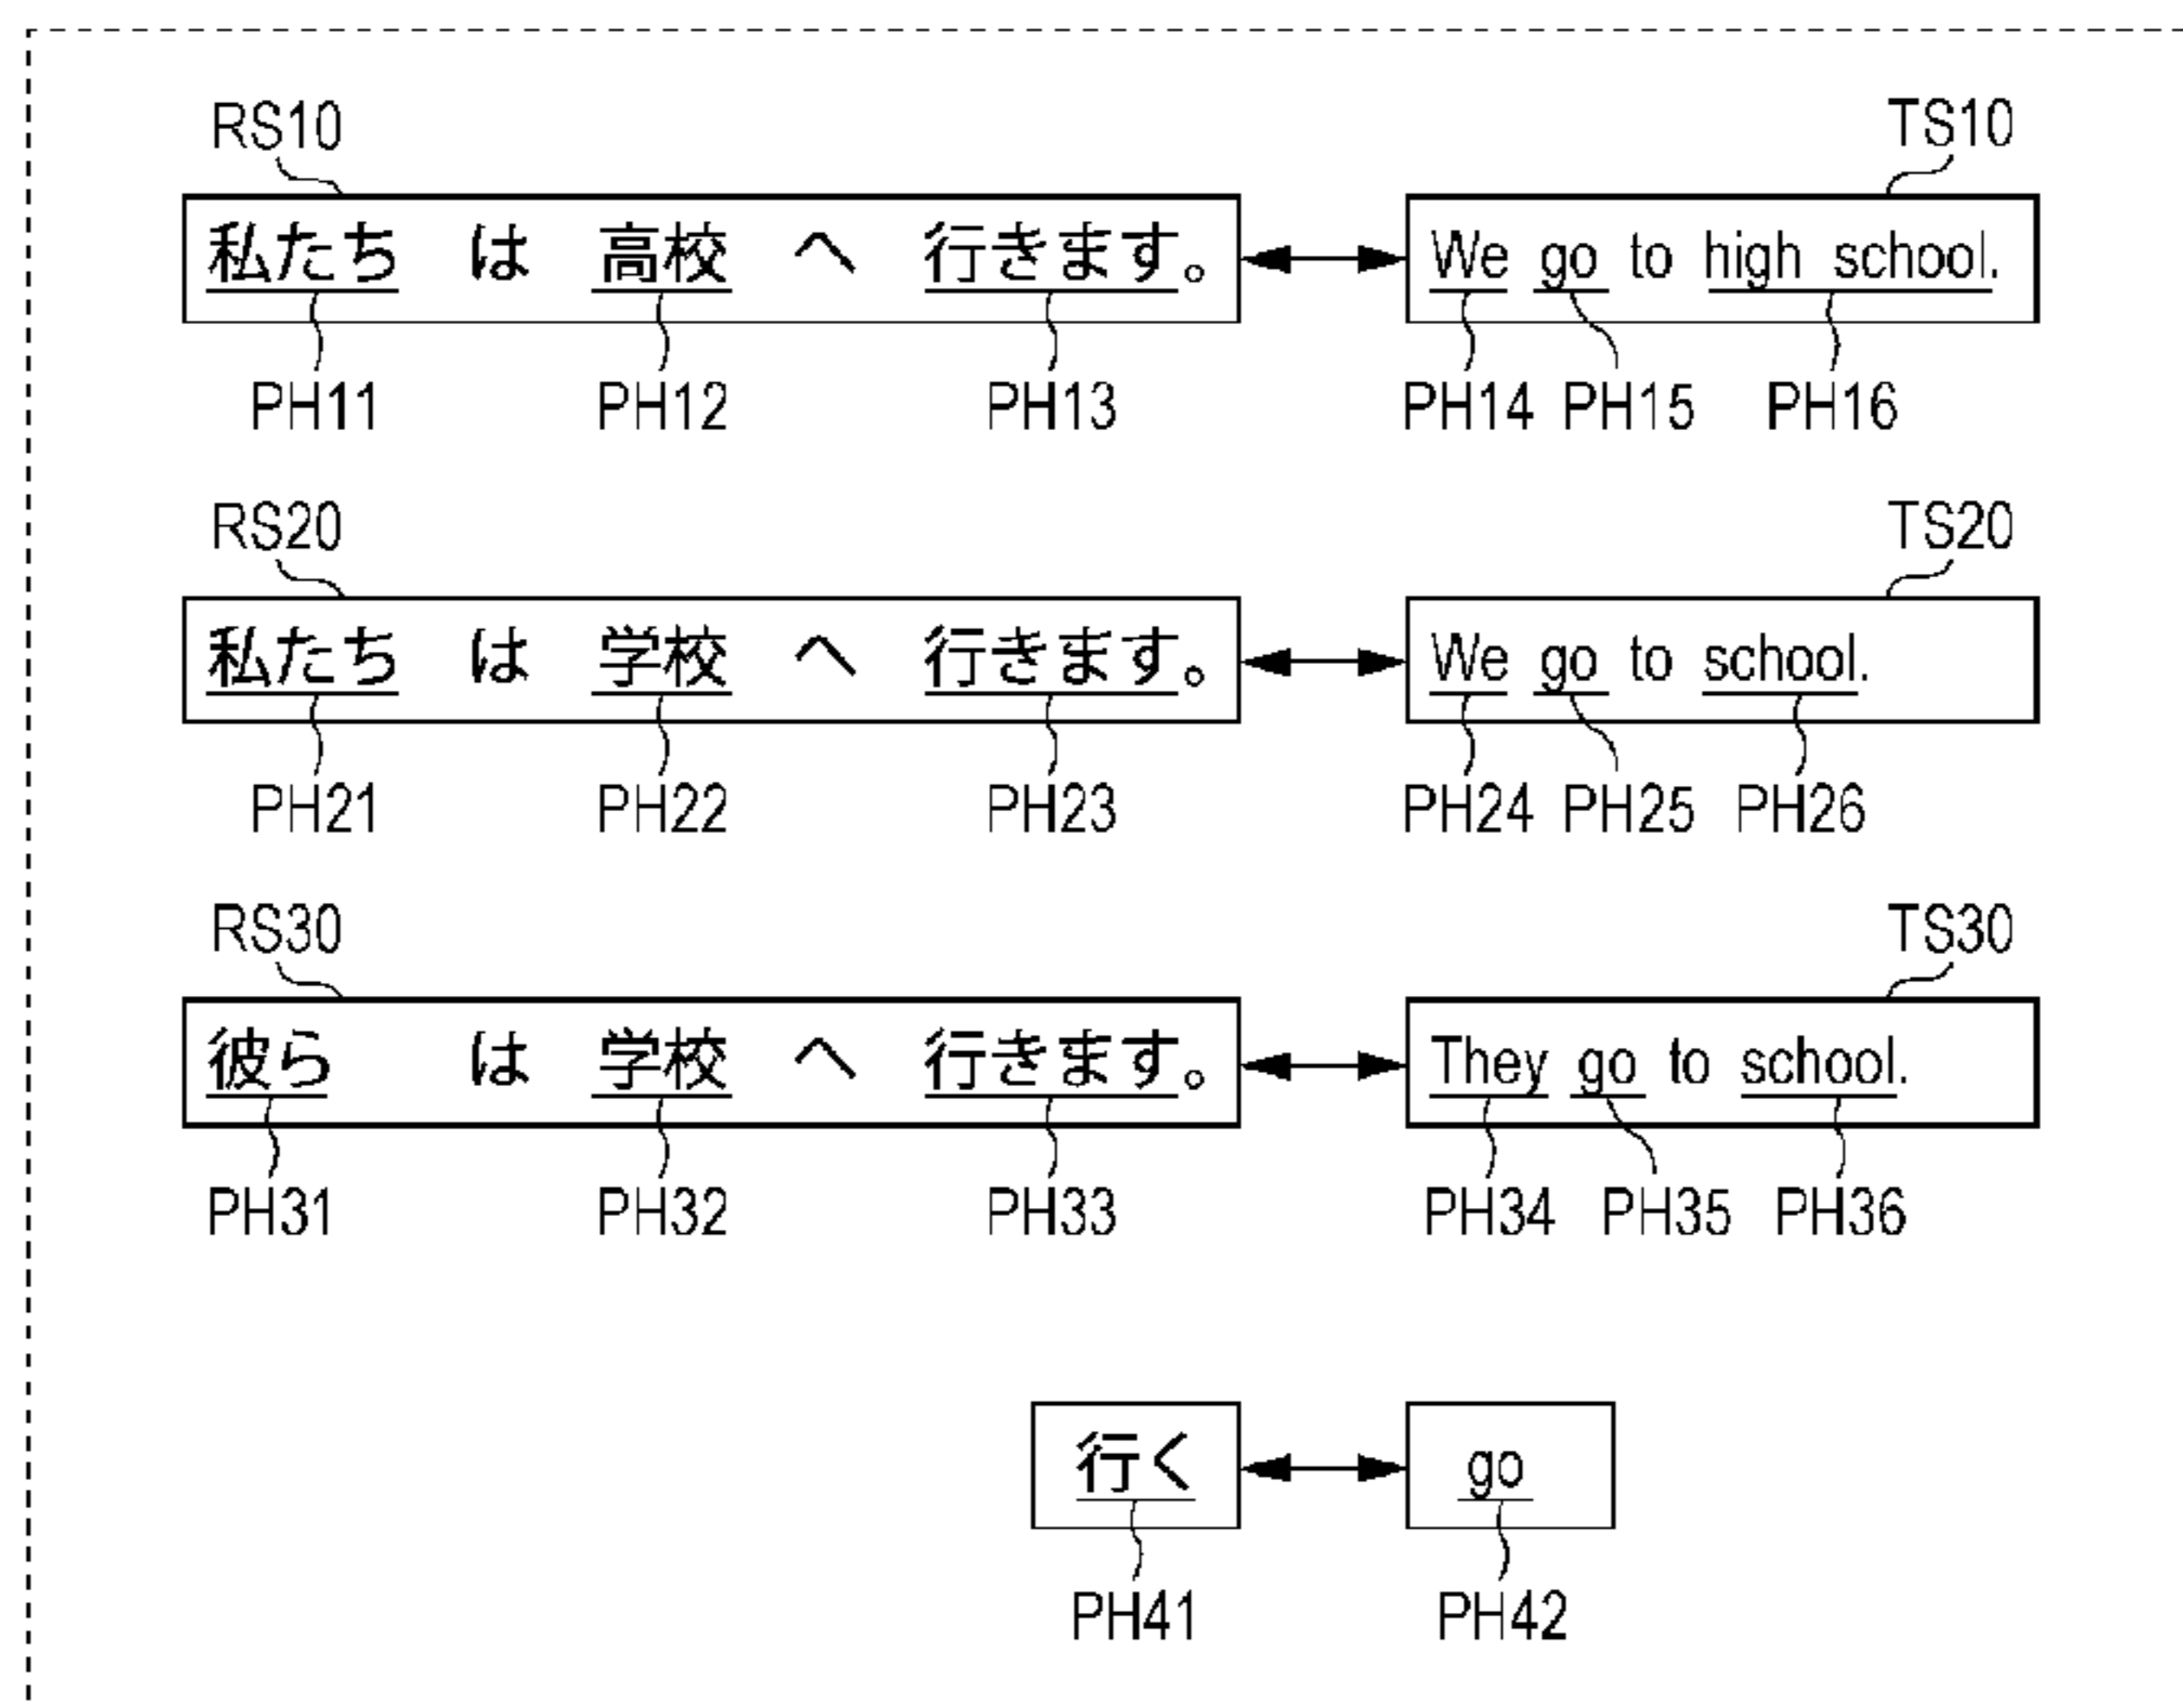 RS10 TS10
私たち は 高校 へ 行きます。 We go to high school.
PH11 PH12 PH13 PH14 PH15 PH16
RS20 TS20
私たち は 学校 へ 行きます。 We go to school.
PH21 PH22 PH23 PH24 PH25 PH26
RS30 TS30
彼ら は 学校 へ 行きます。 They go to school.
PH31 PH32 PH33 PH34 PH35 PH36
行く go
PH41 PH42